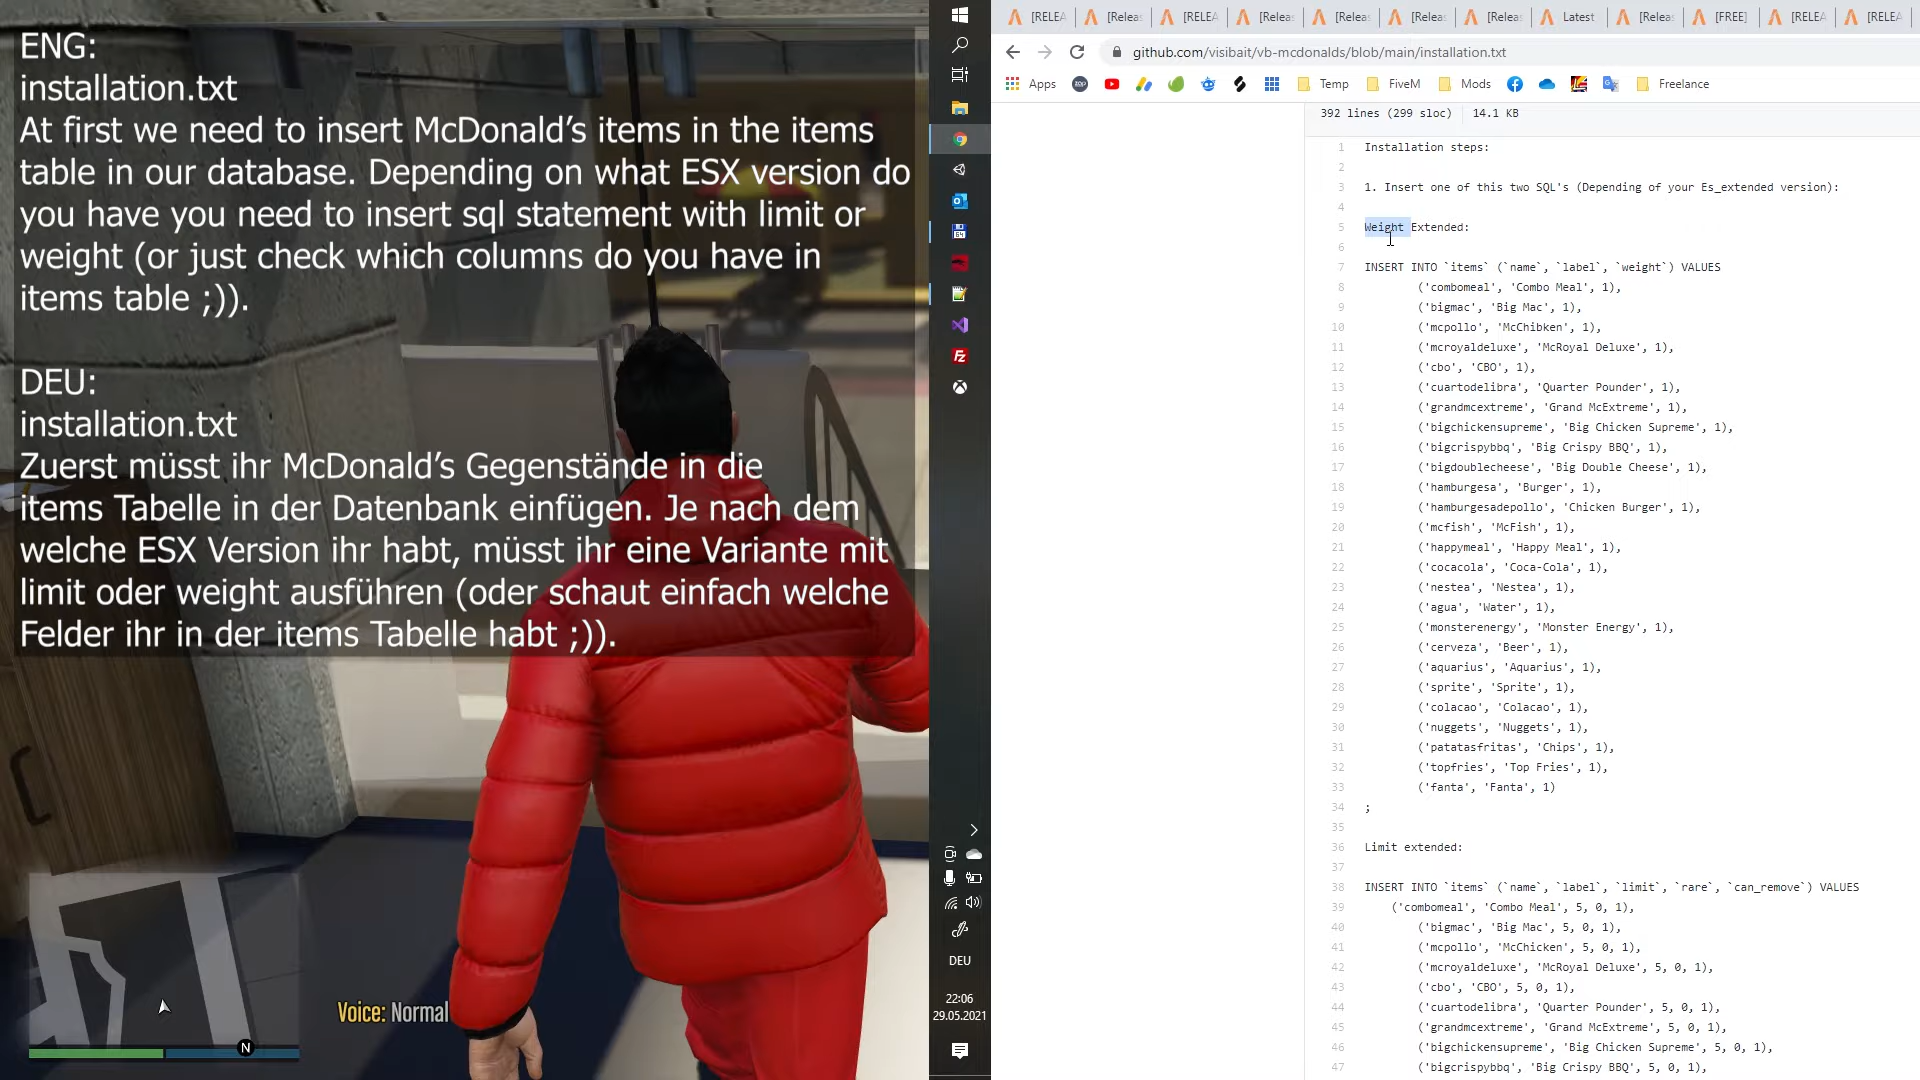 ENG:
installation.txt
At first we need to insert McDonald’s items in the items
table in our database. Depending on what ESX version do
you have you need to insert sql statement with limit or
weight (or just check which columns do you have in
items table ;)).
DEU:
installation.txt
Zuerst müsst ihr McDonald’s Gegenstände in die
items Tabelle in der Datenbank einfügen. Je nach dem
welche ESX Version ihr habt, müsst ihr eine Variante mit
limit oder weight ausführen (oder schaut einfach welche
Felder ihr in der items Tabelle habt ;)).
Voice: Normal
N
DEU
22:06
29.05.2021
[RELEA [Releas [RELEA [Releas [Releas [Releas [Releas Latest [Releas [FREE] [RELEA [RELEA
github.com/visibait/vb-mcdonalds/blob/main/installation.txt
Apps Temp FiveM Mods Freelance
392 lines (299 sloc) 14.1 KB
1 Installation steps:
2
3 1. Insert one of this two SQL's (Depending of your Es_extended version):
4
5 Weight Extended:
6
7 INSERT INTO `items` (`name`, `label`, `weight`) VALUES
8 ('combomeal', 'Combo Meal', 1),
9 ('bigmac', 'Big Mac', 1),
10 ('mcpollo', 'McChibken', 1),
11 ('mcroyaldeluxe', 'McRoyal Deluxe', 1),
12 ('cbo', 'CBO', 1),
13 ('cuartodelibra', 'Quarter Pounder', 1),
14 ('grandmcextreme', 'Grand McExtreme', 1),
15 ('bigchickensupreme', 'Big Chicken Supreme', 1),
16 ('bigcrispybbq', 'Big Crispy BBQ', 1),
17 ('bigdoublecheese', 'Big Double Cheese', 1),
18 ('hamburgesa', 'Burger', 1),
19 ('hamburgesadepollo', 'Chicken Burger', 1),
20 ('mcfish', 'McFish', 1),
21 ('happymeal', 'Happy Meal', 1),
22 ('cocacola', 'Coca-Cola', 1),
23 ('nestea', 'Nestea', 1),
24 ('agua', 'Water', 1),
25 ('monsterenergy', 'Monster Energy', 1),
26 ('cerveza', 'Beer', 1),
27 ('aquarius', 'Aquarius', 1),
28 ('sprite', 'Sprite', 1),
29 ('colacao', 'Colacao', 1),
30 ('nuggets', 'Nuggets', 1),
31 ('patatasfritas', 'Chips', 1),
32 ('topfries', 'Top Fries', 1),
33 ('fanta', 'Fanta', 1)
34 ;
35
36 Limit extended:
37
38 INSERT INTO `items` (`name`, `label`, `limit`, `rare`, `can_remove`) VALUES
39 ('combomeal', 'Combo Meal', 5, 0, 1),
40 ('bigmac', 'Big Mac', 5, 0, 1),
41 ('mcpollo', 'McChicken', 5, 0, 1),
42 ('mcroyaldeluxe', 'McRoyal Deluxe', 5, 0, 1),
43 ('cbo', 'CBO', 5, 0, 1),
44 ('cuartodelibra', 'Quarter Pounder', 5, 0, 1),
45 ('grandmcextreme', 'Grand McExtreme', 5, 0, 1),
46 ('bigchickensupreme', 'Big Chicken Supreme', 5, 0, 1),
47 ('bigcrispybbq', 'Big Crispy BBQ', 5, 0, 1),